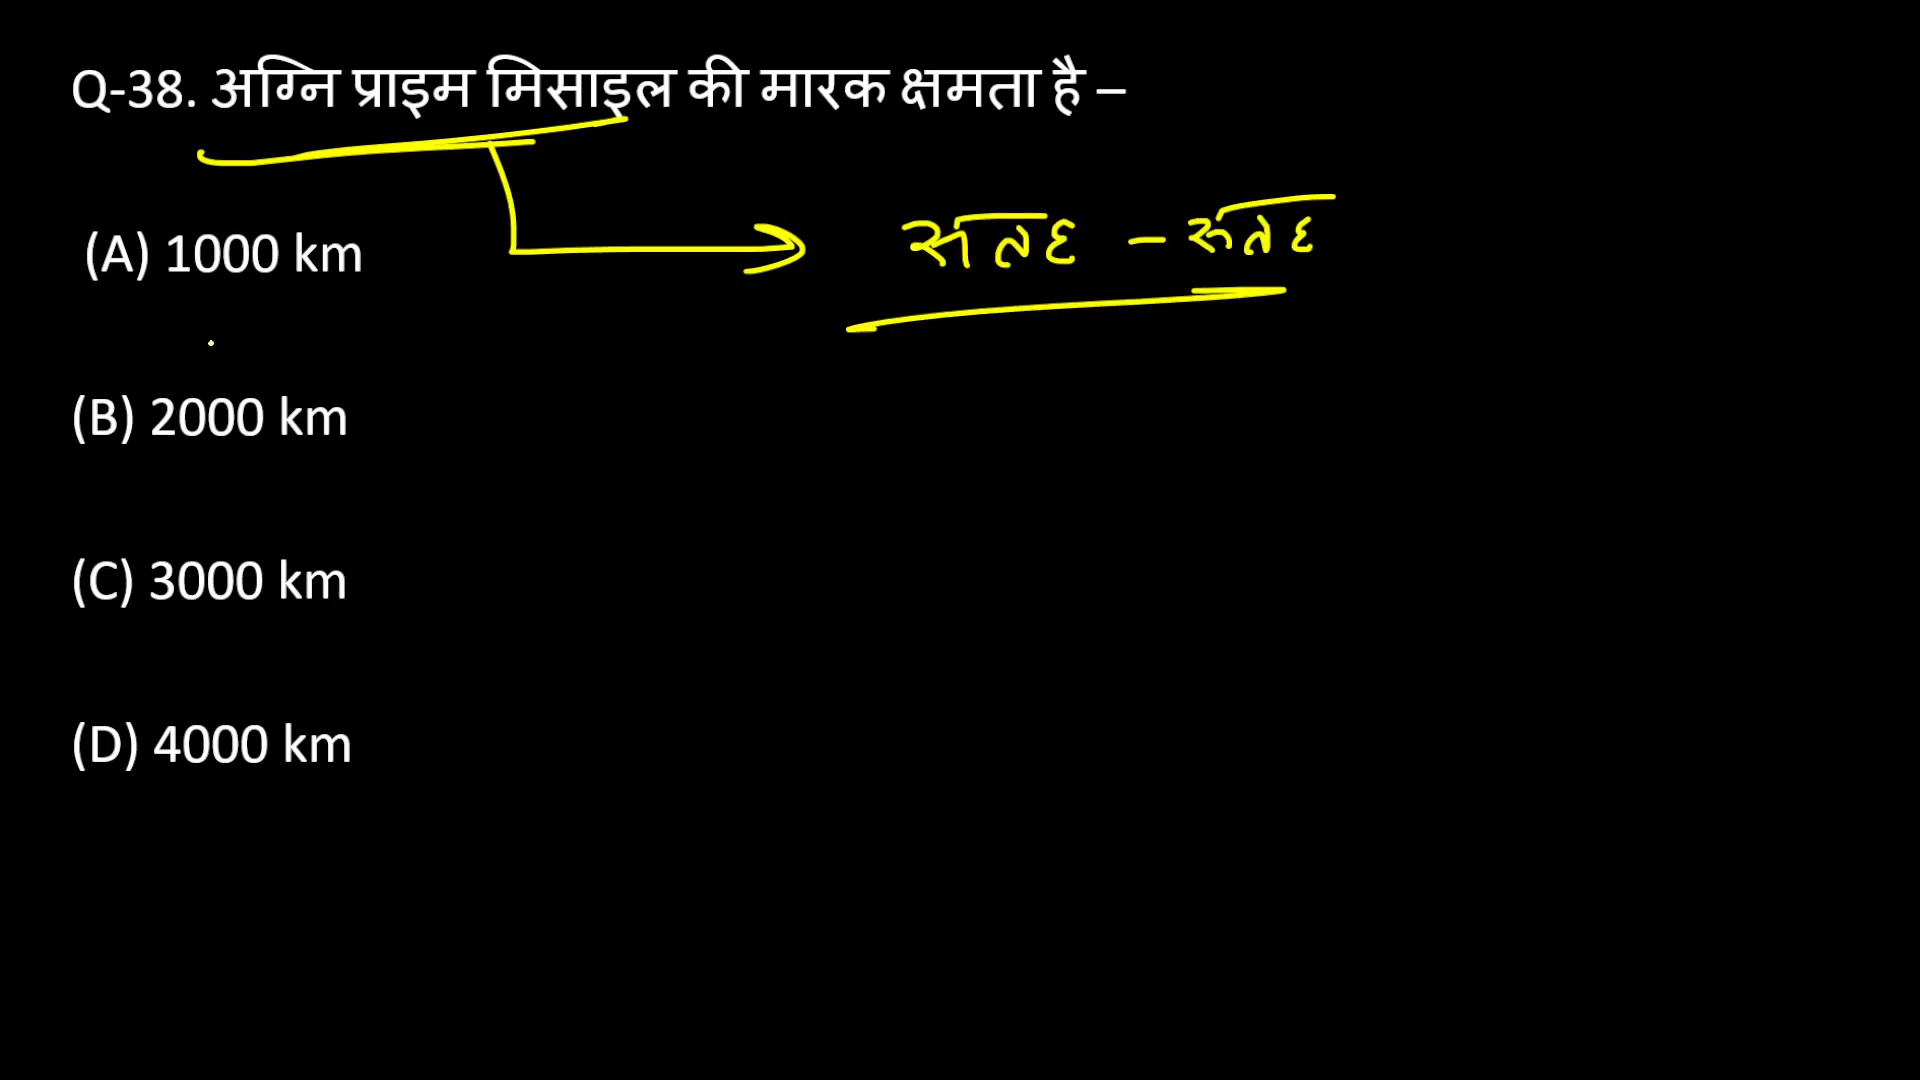 Q-38. अग्नि प्राइम मिसाइल की मारक क्षमता है –
(A) 1000 km
सतह - सतह
(B) 2000 km
(C) 3000 km
(D) 4000 km